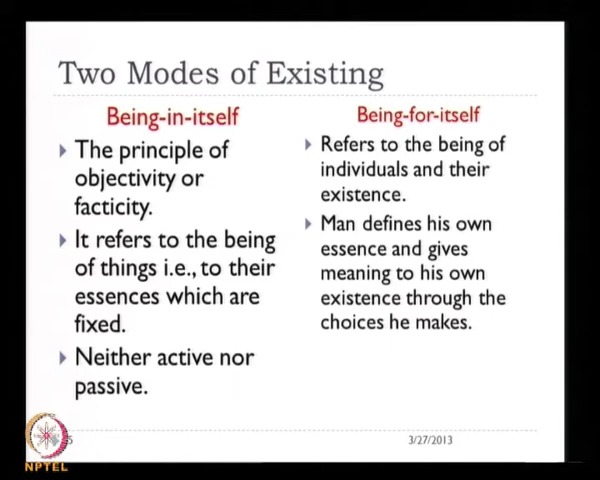 Two Modes of Existing
Being-in-itself
The principle of
objectivity or
facticity.
It refers to the being
of things i.e., to their
essences which are
fixed.
Neither active nor
passive.
Being-for-itself
Refers to the being of
individuals and their
existence.
Man defines his own
essence and gives
meaning to his own
existence through the
choices he makes.
3/27/2013
NPTEL